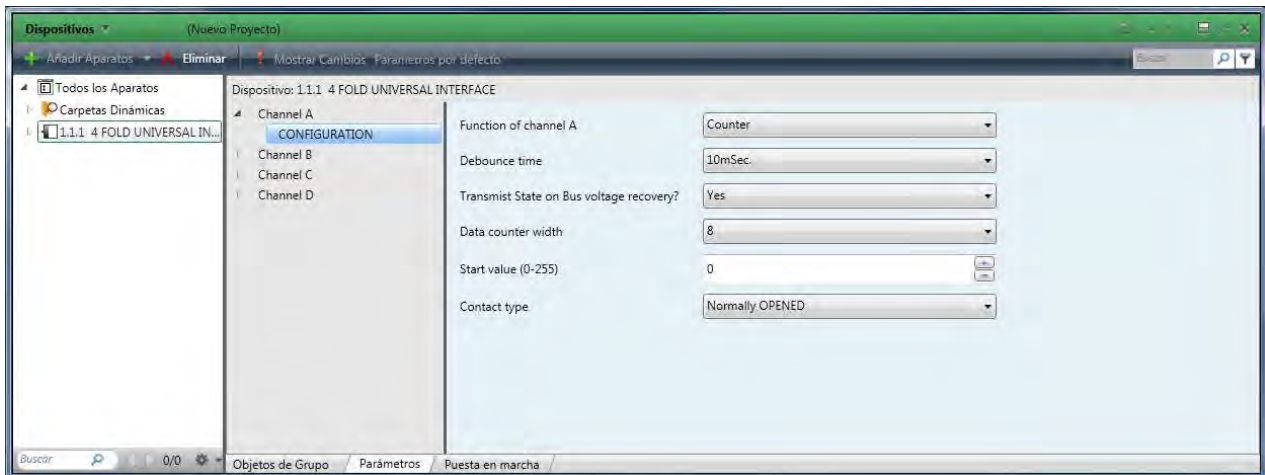 Dispositivos (Nuevo Proyecto)
Añadir Aparatos Eliminar Mostrar Cambios Parametros por defecto Buscar
Todos los Aparatos
Carpetas Dinámicas
1.1.1 4 FOLD UNIVERSAL IN...
Dispositivo: 1.1.1 4 FOLD UNIVERSAL INTERFACE
Channel A
CONFIGURATION
Channel B
Channel C
Channel D
Function of channel A Counter
Debounce time 10mSec.
Transmist State on Bus voltage recovery? Yes
Data counter width 8
Start value (0-255) 0
Contact type Normally OPENED
Buscar 0/0
Objetos de Grupo Parámetros Puesta en marcha